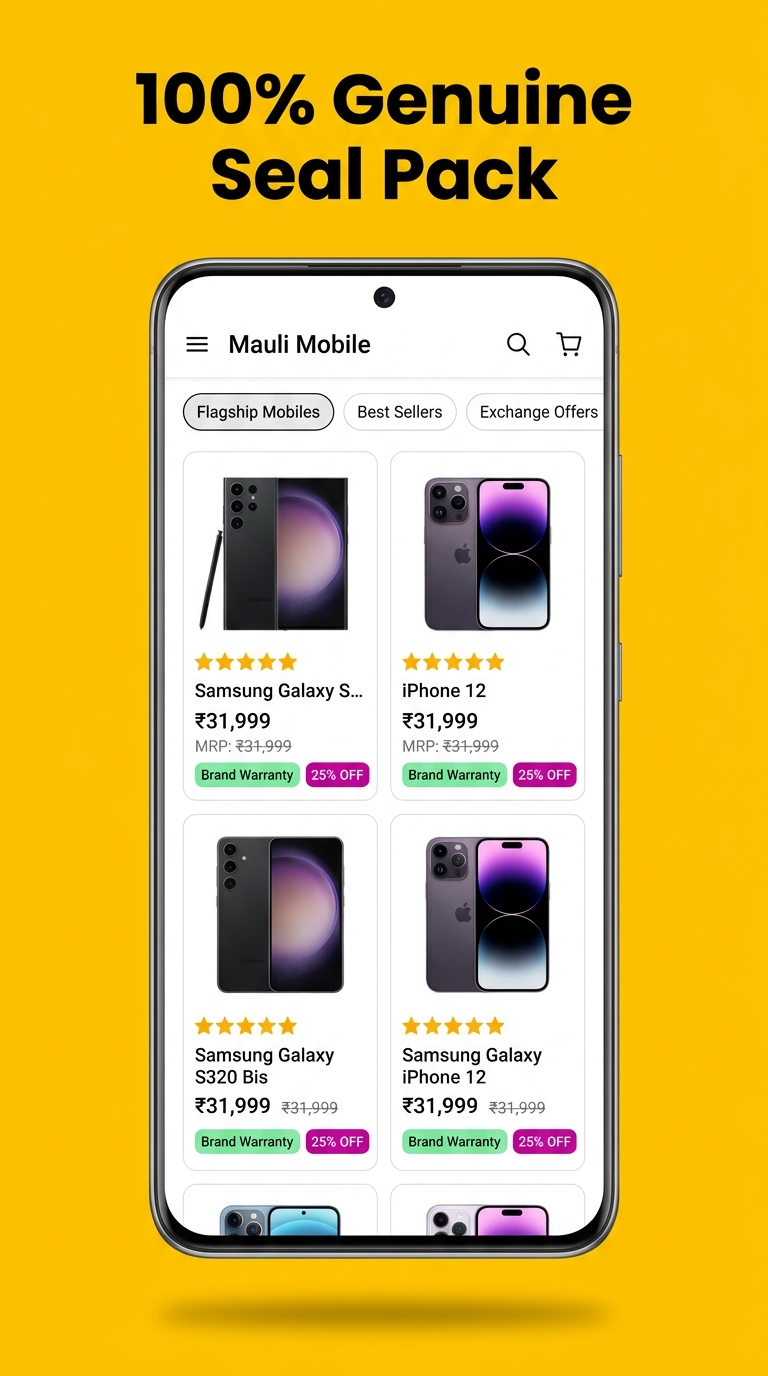 100% Genuine
Seal Pack
Mauli Mobile
Flagship Mobiles
Best Sellers
Exchange Offers
Samsung Galaxy S...
₹31,999
MRP: ₹31,999
Brand Warranty
25% OFF
iPhone 12
₹31,999
MRP: ₹31,999
Brand Warranty
25% OFF
Samsung Galaxy
S320 Bis
₹31,999 ₹31,999
Brand Warranty
25% OFF
Samsung Galaxy
iPhone 12
₹31,999 ₹31,999
Brand Warranty
25% OFF